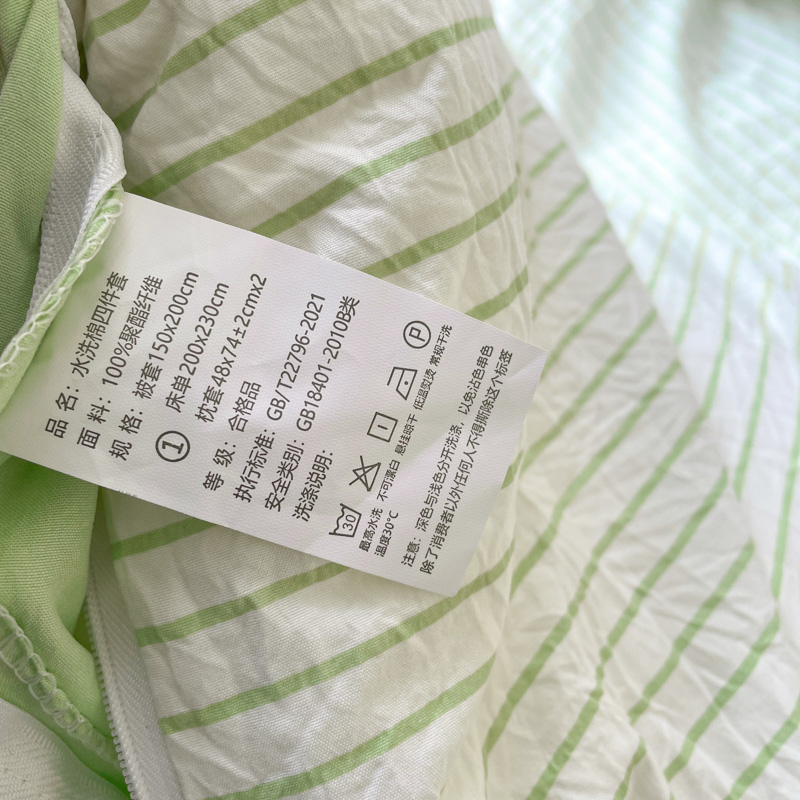 品 名：水洗棉四件套
面 料：100%聚酯纤维
规 格：被套150x200cm
① 床单200x230cm
枕套48x74±2cmx2
等 级：合格品
执行标准：GB/T22796-2021
安全类别：GB18401-2010B类
洗涤说明：
30
P
最高水洗温度30°C
不可漂白
悬挂晾干
低温熨烫
常规干洗
注意：深色与浅色分开洗涤，以免沾色串色
除了消费者以外任何人不得撕除这个标签